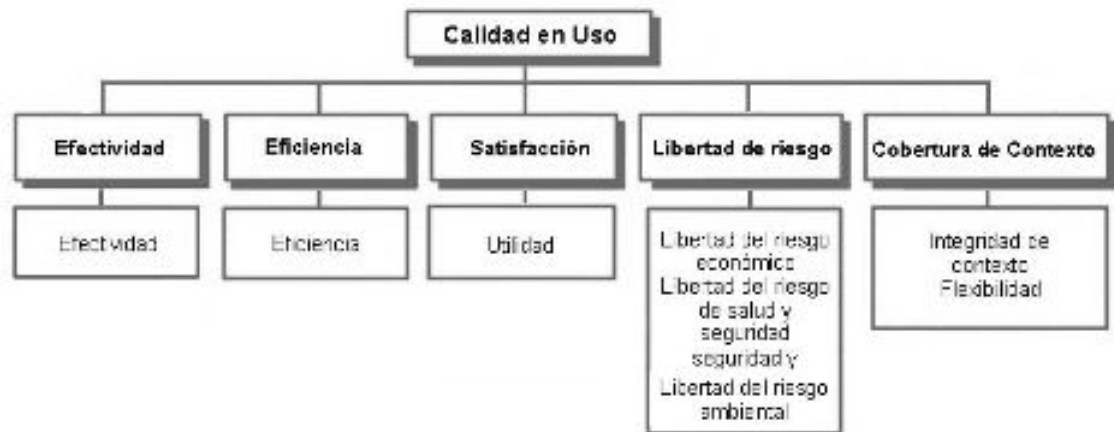 Calidad en Uso
Efectividad
Eficiencia
Satisfacción
Libertad de riesgo
Cobertura de Contexto
Efectividad
Eficiencia
Utilidad
Libertad del riesgo
económico
Libertad del riesgo
de salud y
seguridad
seguridad y
Libertad del riesgo
ambiental
Integridad de
contexto
Flexibilidad